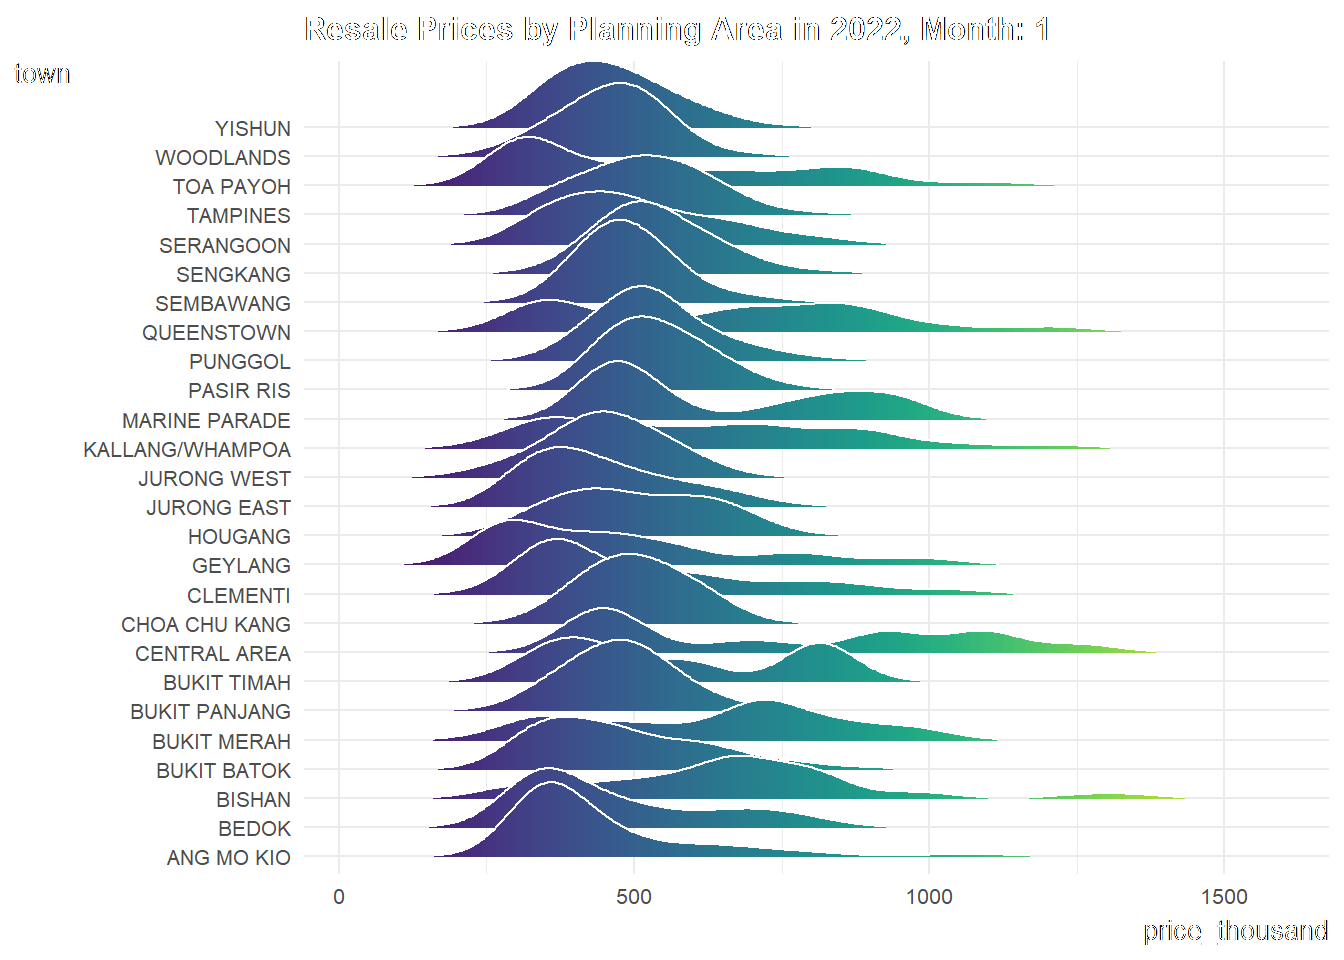 Resale Prices by Planning Area in 2022, Month: 1
town
YISHUN
WOODLANDS
TOA PAYOH
TAMPINES
SERANGOON
SENGKANG
SEMBAWANG
QUEENSTOWN
PUNGGOL
PASIR RIS
MARINE PARADE
KALLANG/WHAMPOA
JURONG WEST
JURONG EAST
HOUGANG
GEYLANG
CLEMENTI
CHOA CHU KANG
CENTRAL AREA
BUKIT TIMAH
BUKIT PANJANG
BUKIT MERAH
BUKIT BATOK
BISHAN
BEDOK
ANG MO KIO
0 500 1000 1500
price_thousand